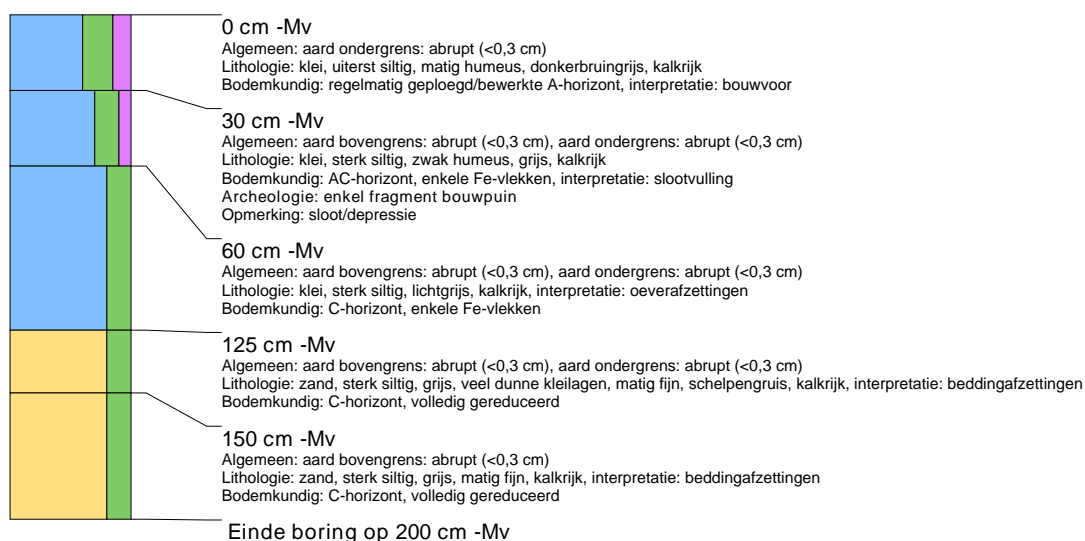 0 cm -Mv
Algemeen: aard ondergrens: abrupt (<0,3 cm)
Lithologie: klei, uiterst siltig, matig humeus, donkerbruingrijs, kalkrijk
Bodemkundig: regelmatig geploegd/bewerkte A-horizont, interpretatie: bouwvoor
30 cm -Mv
Algemeen: aard bovengrens: abrupt (<0,3 cm), aard ondergrens: abrupt (<0,3 cm)
Lithologie: klei, sterk siltig, zwak humeus, grijs, kalkrijk
Bodemkundig: AC-horizont, enkele Fe-vlekken, interpretatie: slootvulling
Archeologie: enkel fragment bouwpuin
Opmerking: sloot/depressie
60 cm -Mv
Algemeen: aard bovengrens: abrupt (<0,3 cm), aard ondergrens: abrupt (<0,3 cm)
Lithologie: klei, sterk siltig, lichtgrijs, kalkrijk, interpretatie: oeverafzettingen
Bodemkundig: C-horizont, enkele Fe-vlekken
125 cm -Mv
Algemeen: aard bovengrens: abrupt (<0,3 cm), aard ondergrens: abrupt (<0,3 cm)
Lithologie: zand, sterk siltig, grijs, veel dunne kleilagen, matig fijn, schelpengruis, kalkrijk, interpretatie: beddingafzettingen
Bodemkundig: C-horizont, volledig gereduceerd
150 cm -Mv
Algemeen: aard bovengrens: abrupt (<0,3 cm)
Lithologie: zand, sterk siltig, grijs, matig fijn, kalkrijk, interpretatie: beddingafzettingen
Bodemkundig: C-horizont, volledig gereduceerd
Einde boring op 200 cm -Mv